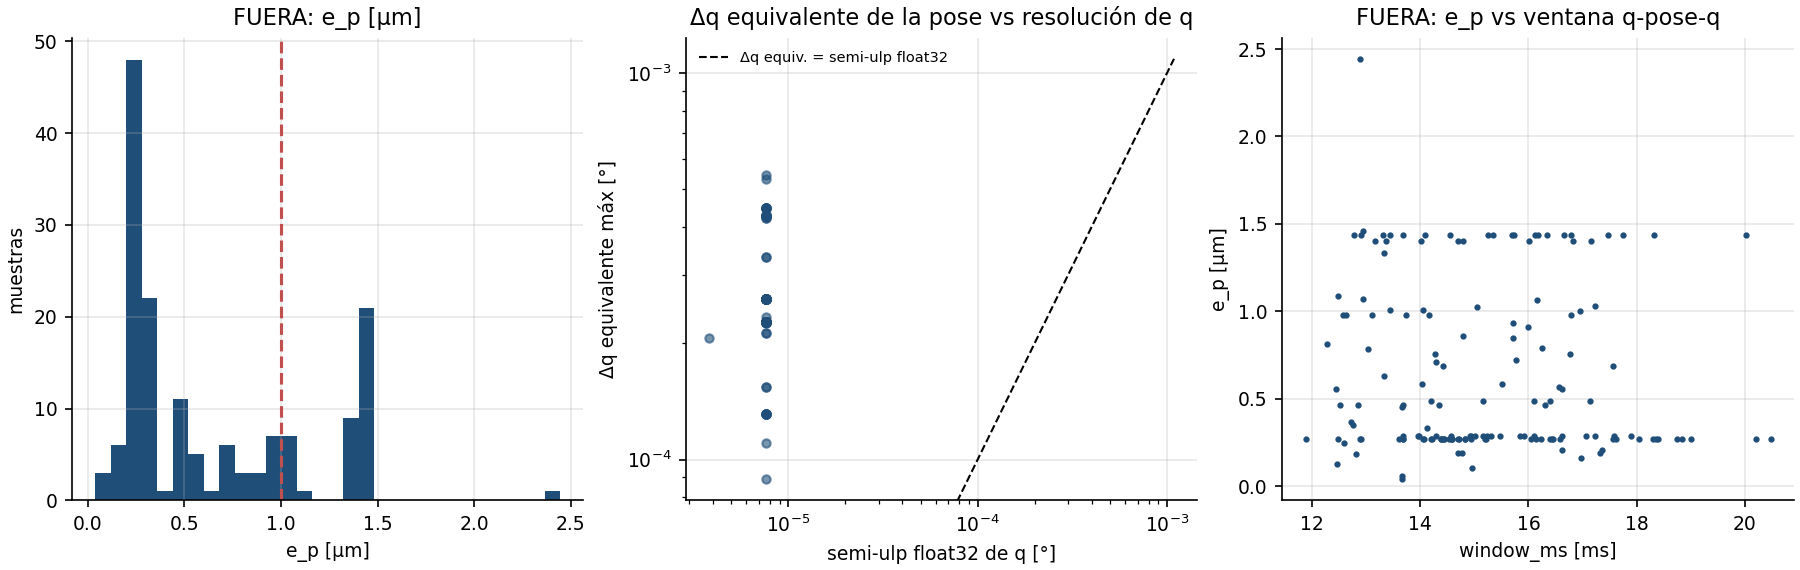 FUERA: e_p [µm]
50
40
30
20
10
0
muestras
0.0 0.5 1.0 1.5 2.0 2.5
e_p [µm]
Δq equivalente de la pose vs resolución de q
Δq equiv. = semi-ulp float32
10⁻³
10⁻⁴
Δq equivalente máx [°]
10⁻⁵ 10⁻⁴ 10⁻³
semi-ulp float32 de q [°]
FUERA: e_p vs ventana q-pose-q
2.5
2.0
1.5
1.0
0.5
0.0
e_p [µm]
12 14 16 18 20
window_ms [ms]